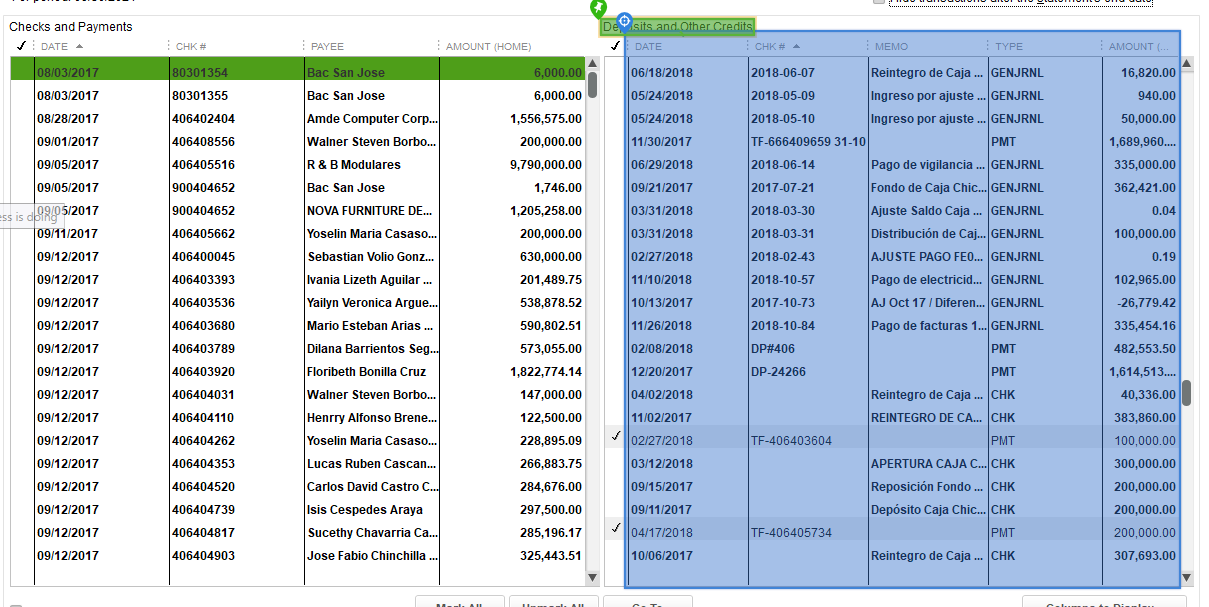 Checks and Payments
Deposits and Other Credits
DATE CHK # PAYEE AMOUNT (HOME)
DATE CHK # MEMO TYPE AMOUNT (...
08/03/2017 80301354 Bac San Jose 6,000.00
06/18/2018 2018-06-07 Reintegro de Caja ... GENJRNL 16,820.00
08/03/2017 80301355 Bac San Jose 6,000.00
05/24/2018 2018-05-09 Ingreso por ajuste ... GENJRNL 940.00
08/28/2017 406402404 Amde Computer Corp... 1,556,575.00
05/24/2018 2018-05-10 Ingreso por ajuste ... GENJRNL 50,000.00
09/01/2017 406408556 Walner Steven Borbo... 200,000.00
11/30/2017 TF-666409659 31-10 PMT 1,689,960....
09/05/2017 406405516 R & B Modulares 9,790,000.00
06/29/2018 2018-06-14 Pago de vigilancia ... GENJRNL 335,000.00
09/05/2017 900404652 Bac San Jose 1,746.00
09/21/2017 2017-07-21 Fondo de Caja Chic... GENJRNL 362,421.00
ess is doing
09/05/2017 900404652 NOVA FURNITURE DE... 1,205,258.00
03/31/2018 2018-03-30 Ajuste Saldo Caja ... GENJRNL 0.04
09/11/2017 406405662 Yoselin Maria Casaso... 200,000.00
03/31/2018 2018-03-31 Distribución de Caj... GENJRNL 100,000.00
09/12/2017 406400045 Sebastian Volio Gonz... 630,000.00
02/27/2018 2018-02-43 AJUSTE PAGO FE0... GENJRNL 0.19
09/12/2017 406403393 Ivania Lizeth Aguilar ... 201,489.75
11/10/2018 2018-10-57 Pago de electricid... GENJRNL 102,965.00
09/12/2017 406403536 Yailyn Veronica Argue... 538,878.52
10/13/2017 2017-10-73 AJ Oct 17 / Diferen... GENJRNL -26,779.42
09/12/2017 406403680 Mario Esteban Arias ... 590,802.51
11/26/2018 2018-10-84 Pago de facturas 1... GENJRNL 335,454.16
09/12/2017 406403789 Dilana Barrientos Seg... 573,055.00
02/08/2018 DP#406 PMT 482,553.50
09/12/2017 406403920 Floribeth Bonilla Cruz 1,822,774.14
12/20/2017 DP-24266 PMT 1,614,513....
09/12/2017 406404031 Walner Steven Borbo... 147,000.00
04/02/2018 Reintegro de Caja ... CHK 40,336.00
09/12/2017 406404110 Henrry Alfonso Brene... 122,500.00
11/02/2017 REINTEGRO DE CA... CHK 383,860.00
09/12/2017 406404262 Yoselin Maria Casaso... 228,895.09
02/27/2018 TF-406403604 PMT 100,000.00
09/12/2017 406404353 Lucas Ruben Cascan... 266,883.75
03/12/2018 APERTURA CAJA C... CHK 300,000.00
09/12/2017 406404520 Carlos David Castro C... 284,676.00
09/15/2017 Reposición Fondo ... CHK 200,000.00
09/12/2017 406404739 Isis Cespedes Araya 297,500.00
09/11/2017 Depósito Caja Chic... CHK 200,000.00
09/12/2017 406404817 Sucethy Chavarria Ca... 285,196.17
04/17/2018 TF-406405734 PMT 200,000.00
09/12/2017 406404903 Jose Fabio Chinchilla ... 325,443.51
10/06/2017 Reintegro de Caja ... CHK 307,693.00